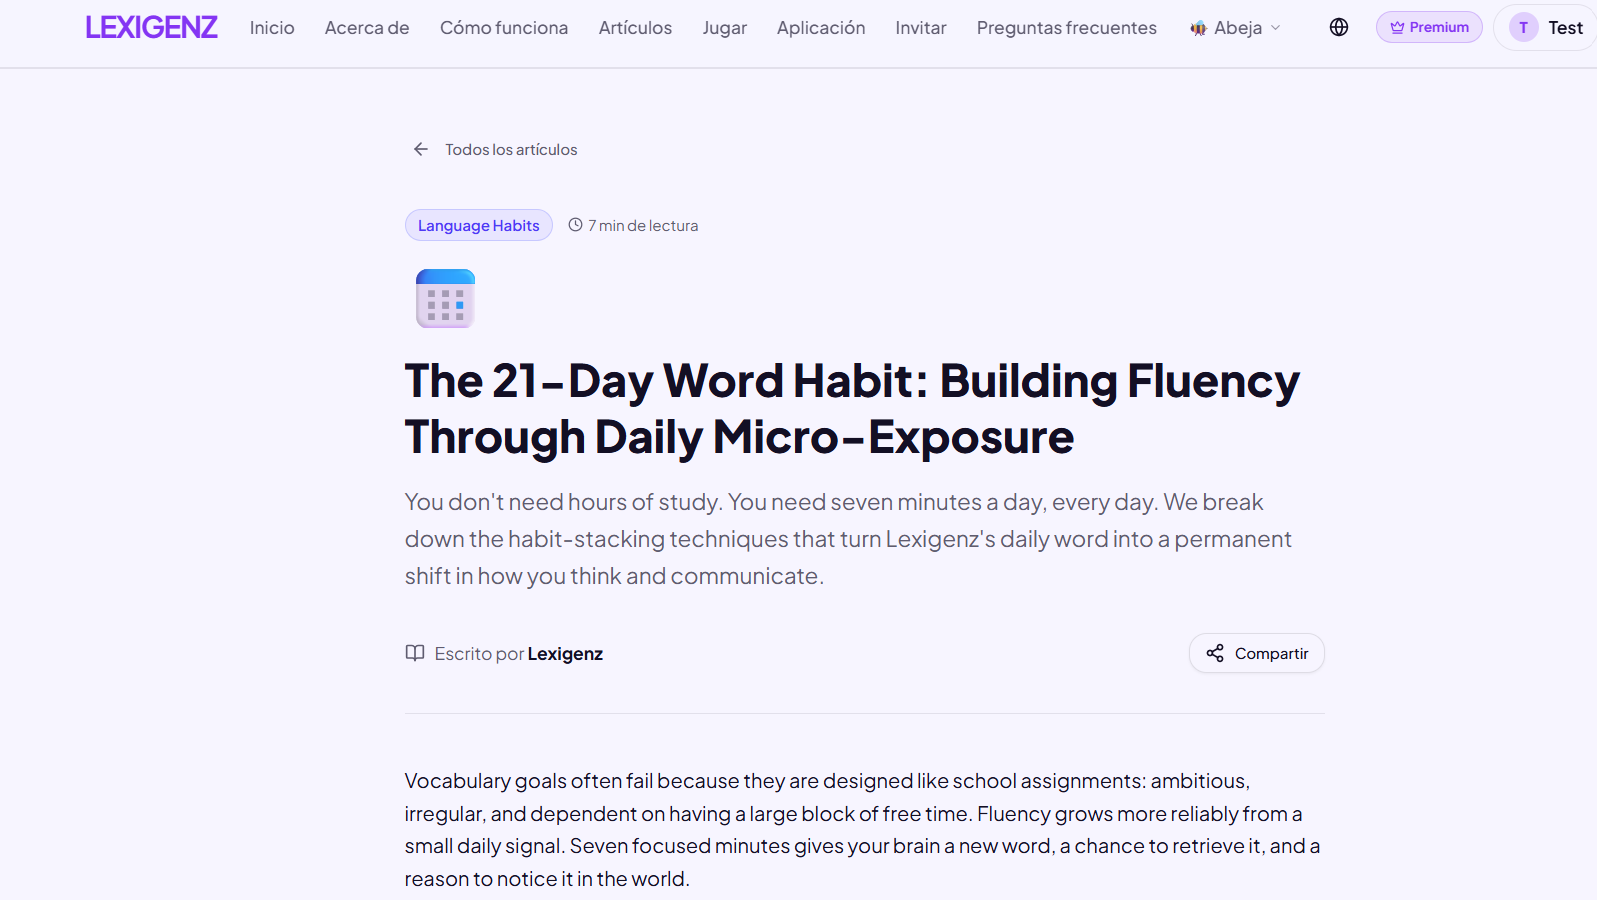 LEXIGENZ Inicio Acerca de Cómo funciona Artículos Jugar Aplicación Invitar Preguntas frecuentes Abeja Premium T Test
Todos los artículos
Language Habits 7 min de lectura
The 21-Day Word Habit: Building Fluency
Through Daily Micro-Exposure
You don't need hours of study. You need seven minutes a day, every day. We break
down the habit-stacking techniques that turn Lexigenz's daily word into a permanent
shift in how you think and communicate.
Escrito por Lexigenz Compartir
Vocabulary goals often fail because they are designed like school assignments: ambitious,
irregular, and dependent on having a large block of free time. Fluency grows more reliably from a
small daily signal. Seven focused minutes gives your brain a new word, a chance to retrieve it, and a
reason to notice it in the world.